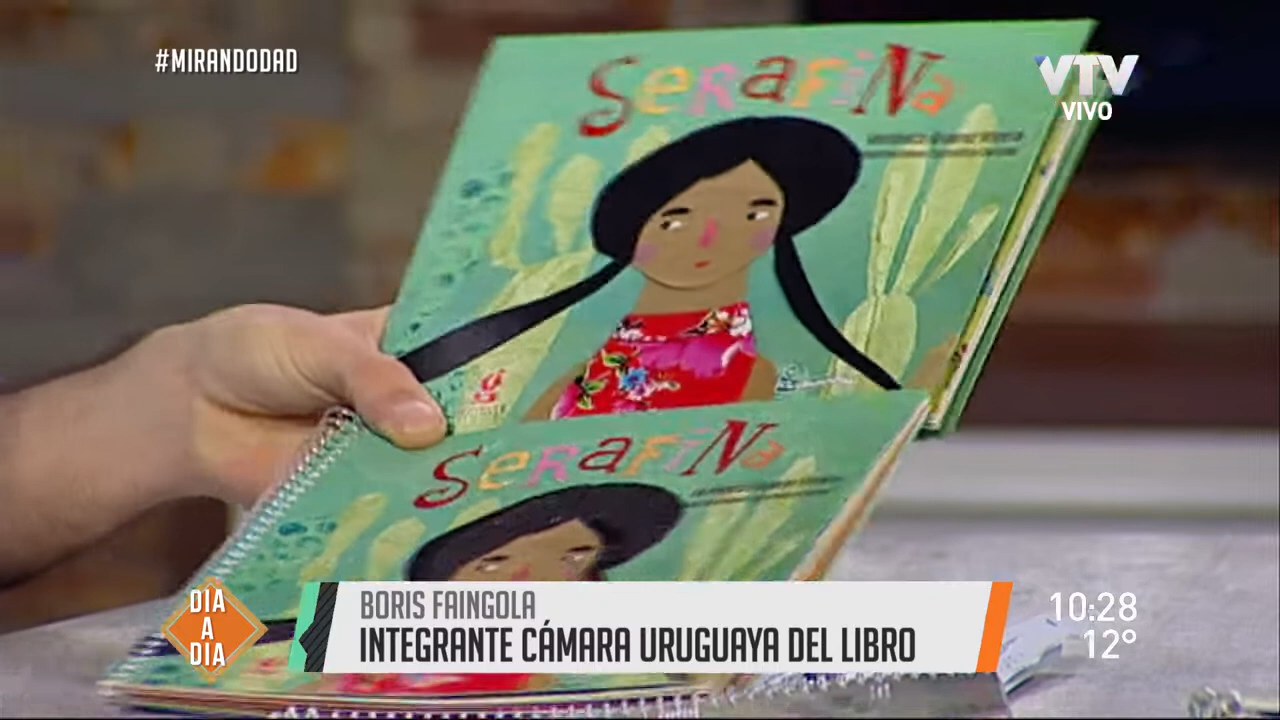 #MIRANDODAD
VTV
VIVO
SERAFiNa
g
SERAFiNa
DIA
A
DIA
BORIS FAINGOLA
INTEGRANTE CÁMARA URUGUAYA DEL LIBRO
10:28
12°